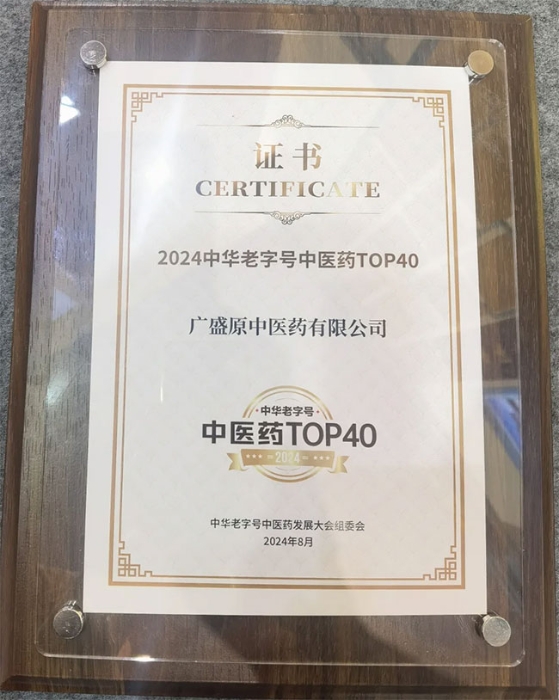 证书
CERTIFICATE
2024中华老字号中医药TOP40
广盛原中医药有限公司
·中华老字号·
中医药TOP40
2024
中华老字号中医药发展大会组委会
2024年8月